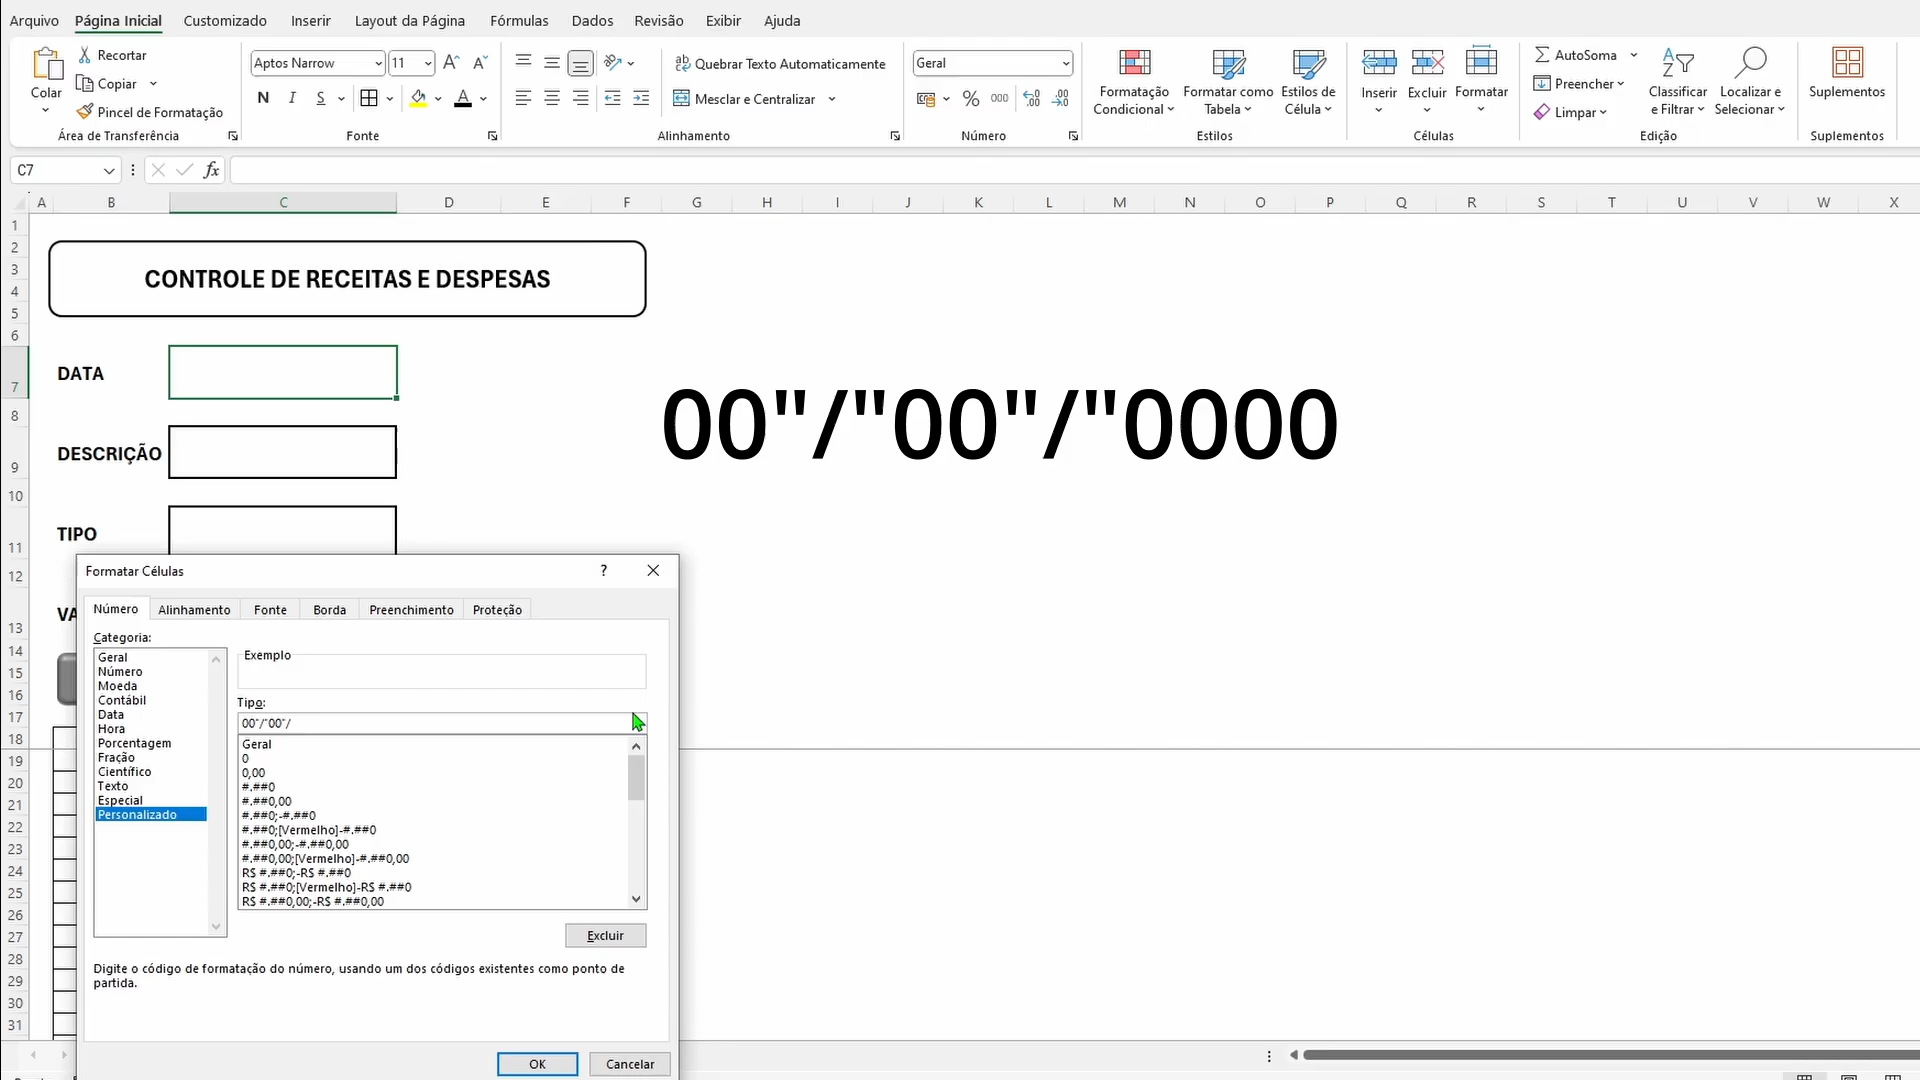 Arquivo Página Inicial Customizado Inserir Layout da Página Fórmulas Dados Revisão Exibir Ajuda
Colar
Recortar
Copiar
Pincel de Formatação
Área de Transferência
Aptos Narrow 11
N I S
Fonte
Quebrar Texto Automaticamente
Mesclar e Centralizar
Alinhamento
Geral
% 000
Número
Formatação Condicional
Formatar como Tabela
Estilos de Célula
Estilos
Inserir Excluir Formatar
Células
AutoSoma
Preencher
Limpar
Classificar e Filtrar
Localizar e Selecionar
Edição
Suplementos
Suplementos
C7 fx
A B C D E F G H I J K L M N O P Q R S T U V W X
1
2
3
4
5
6
7
8
9
10
11
12
13
14
15
16
17
18
19
20
21
22
23
24
25
26
27
28
29
30
31
CONTROLE DE RECEITAS E DESPESAS
DATA
00"/"00"/"0000
DESCRIÇÃO
TIPO
VA
Formatar Células ?
Número Alinhamento Fonte Borda Preenchimento Proteção
Categoria:
Geral
Número
Moeda
Contábil
Data
Hora
Porcentagem
Fração
Científico
Texto
Especial
Personalizado
Exemplo
Tipo:
00"/"00"/
Geral
0
0,00
#.##0
#.##0,00
#.##0;-#.##0
#.##0;[Vermelho]-#.##0
#.##0,00;-#.##0,00
#.##0,00;[Vermelho]-#.##0,00
R$ #.##0;-R$ #.##0
R$ #.##0;[Vermelho]-R$ #.##0
R$ #.##0,00;-R$ #.##0,00
Excluir
Digite o código de formatação do número, usando um dos códigos existentes como ponto de
partida.
OK Cancelar